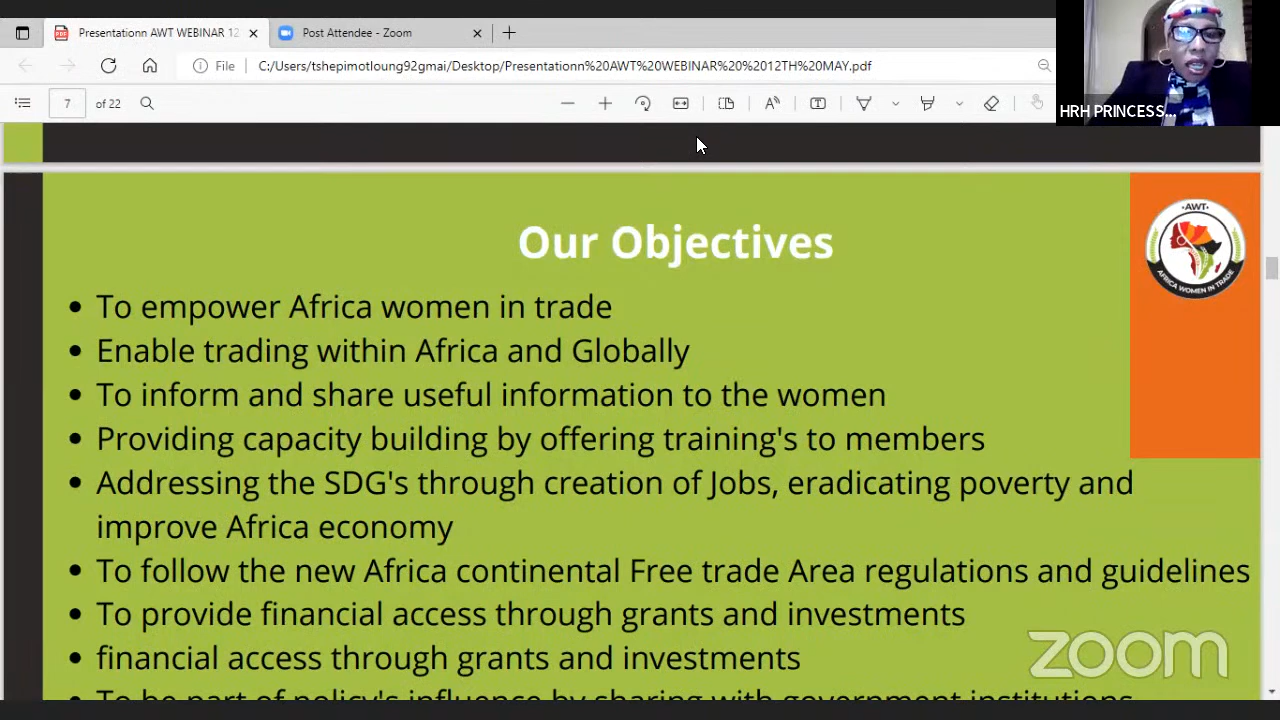 Presentationn AWT WEBINAR 12
Post Attendee - Zoom
File
C:/Users/tshepimotloung92gmai/Desktop/Presentationn%20AWT%20WEBINAR%20%2012TH%20MAY.pdf
7 of 22
HRH PRINCESS...
Our Objectives
·AWT·
AFRICA WOMEN IN TRADE
• To empower Africa women in trade
• Enable trading within Africa and Globally
• To inform and share useful information to the women
• Providing capacity building by offering training's to members
• Addressing the SDG's through creation of Jobs, eradicating poverty and
improve Africa economy
• To follow the new Africa continental Free trade Area regulations and guidelines
• To provide financial access through grants and investments
• financial access through grants and investments
• To be part of policy's influence by sharing with government institutions
zoom